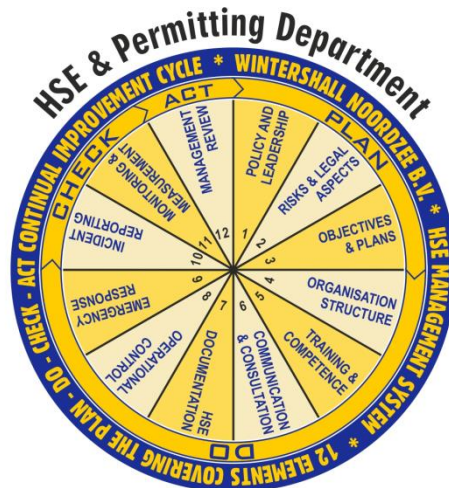 HSE & Permitting Department
WINTERSHALL NOORDZEE B.V. * HSE MANAGEMENT SYSTEM * 12 ELEMENTS COVERING THE PLAN - DO - CHECK - ACT CONTINUAL IMPROVEMENT CYCLE *
PLAN
DO
CHECK
ACT
POLICY AND
LEADERSHIP
1
RISKS & LEGAL
ASPECTS
2
OBJECTIVES
& PLANS
3
ORGANISATION
STRUCTURE
4
TRAINING &
COMPETENCE
5
COMMUNICATION
& CONSULTATION
6
HSE
DOCUMENTATION
7
OPERATIONAL
CONTROL
8
EMERGENCY
RESPONSE
9
INCIDENT
REPORTING
10
MONITORING &
MEASUREMENT
11
MANAGEMENT
REVIEW
12